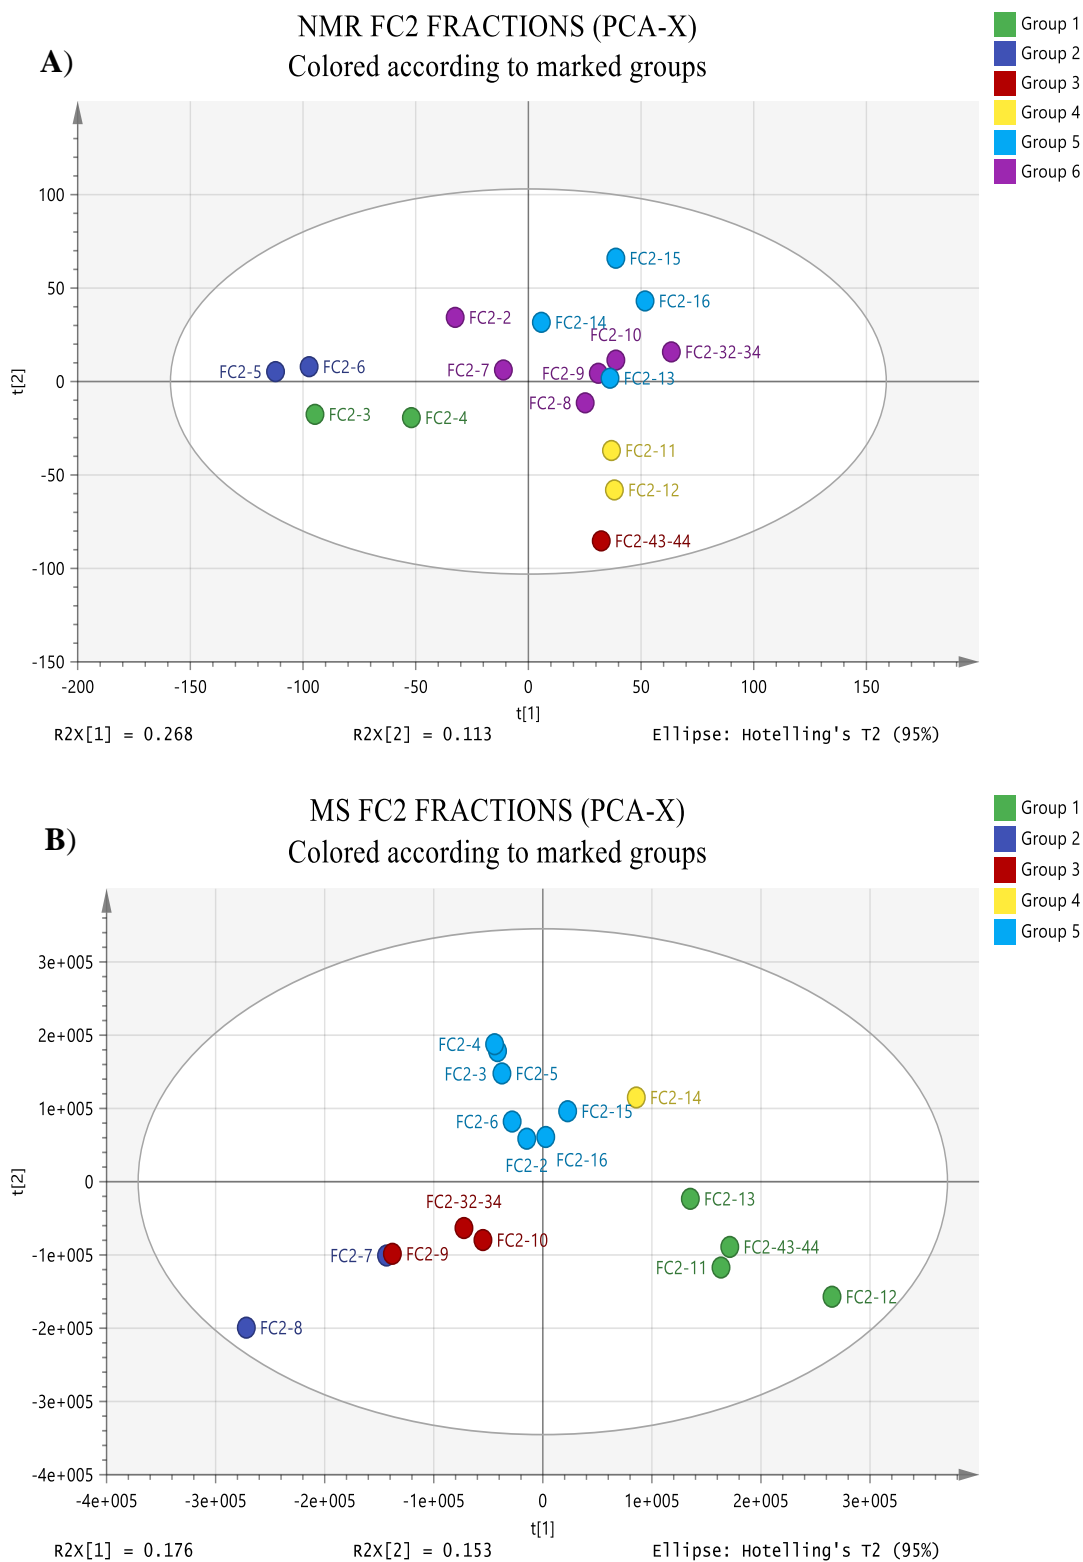 NMR FC2 FRACTIONS (PCA-X)
A)
Colored according to marked groups
Group 1
Group 2
Group 3
Group 4
Group 5
Group 6
t[2]
100
50
0
-50
-100
-150
FC2-15
FC2-16
FC2-2
FC2-14
FC2-10
FC2-32-34
FC2-5
FC2-6
FC2-7
FC2-9
FC2-13
FC2-8
FC2-3
FC2-4
FC2-11
FC2-12
FC2-43-44
-200
-150
-100
-50
0
50
100
150
t[1]
R2X[1] = 0.268
R2X[2] = 0.113
Ellipse: Hotelling's T2 (95%)
MS FC2 FRACTIONS (PCA-X)
B)
Colored according to marked groups
Group 1
Group 2
Group 3
Group 4
Group 5
t[2]
3e+005
2e+005
1e+005
0
-1e+005
-2e+005
-3e+005
-4e+005
FC2-4
FC2-3
FC2-5
FC2-14
FC2-15
FC2-6
FC2-2
FC2-16
FC2-32-34
FC2-13
FC2-10
FC2-43-44
FC2-7
FC2-9
FC2-11
FC2-12
FC2-8
-4e+005
-3e+005
-2e+005
-1e+005
0
1e+005
2e+005
3e+005
t[1]
R2X[1] = 0.176
R2X[2] = 0.153
Ellipse: Hotelling's T2 (95%)